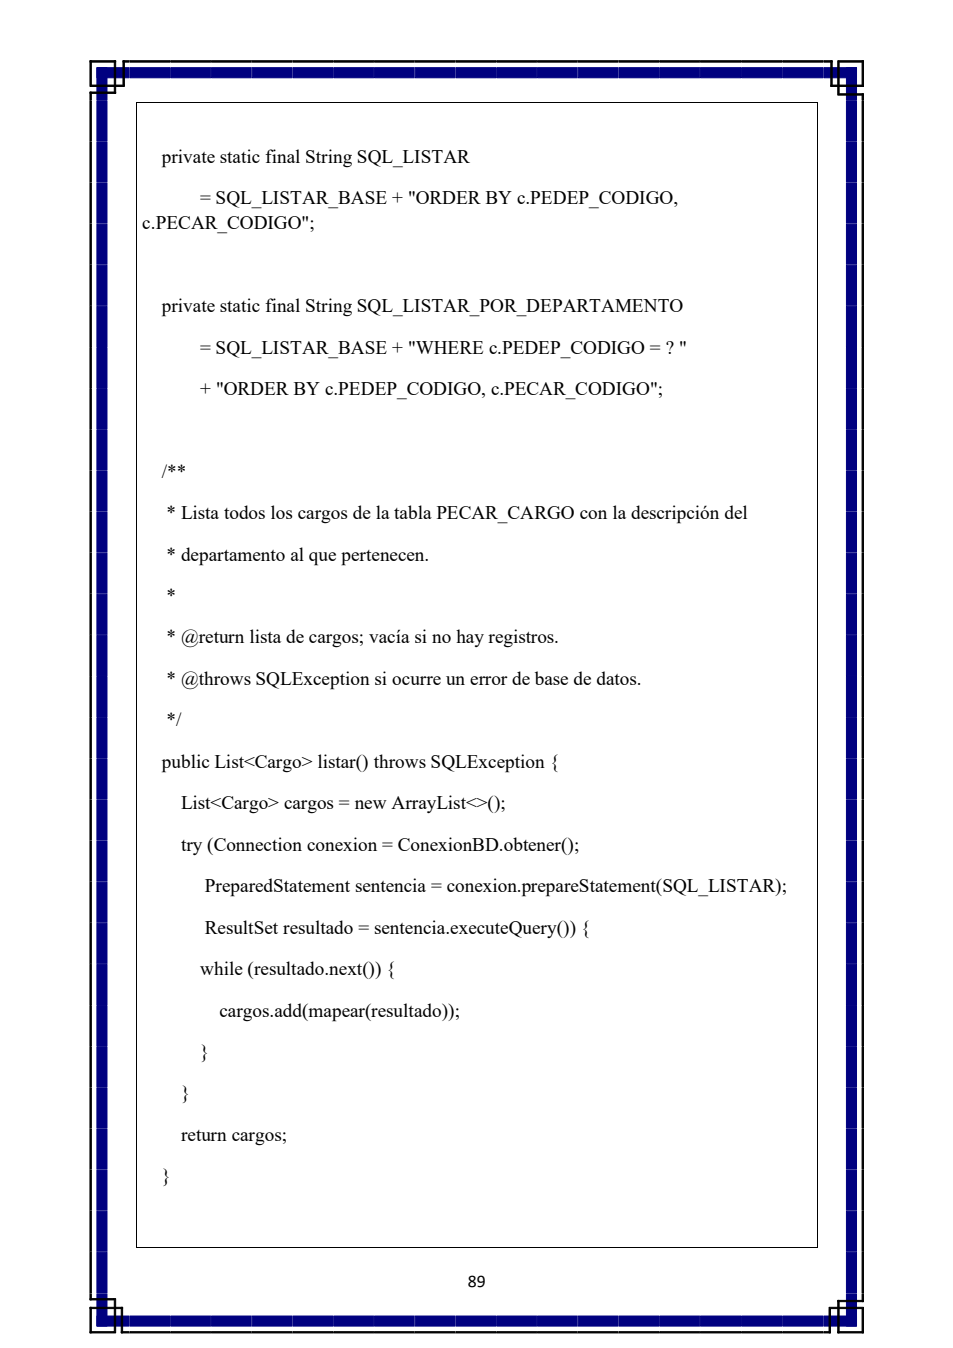 private static final String SQL_LISTAR
= SQL_LISTAR_BASE + "ORDER BY c.PEDEP_CODIGO,
c.PECAR_CODIGO";
private static final String SQL_LISTAR_POR_DEPARTAMENTO
= SQL_LISTAR_BASE + "WHERE c.PEDEP_CODIGO = ? "
+ "ORDER BY c.PEDEP_CODIGO, c.PECAR_CODIGO";
/**
* Lista todos los cargos de la tabla PECAR_CARGO con la descripción del
* departamento al que pertenecen.
*
* @return lista de cargos; vacía si no hay registros.
* @throws SQLException si ocurre un error de base de datos.
*/
public List<Cargo> listar() throws SQLException {
List<Cargo> cargos = new ArrayList<>();
try (Connection conexion = ConexionBD.obtener();
PreparedStatement sentencia = conexion.prepareStatement(SQL_LISTAR);
ResultSet resultado = sentencia.executeQuery()) {
while (resultado.next()) {
cargos.add(mapear(resultado));
}
}
return cargos;
}
89